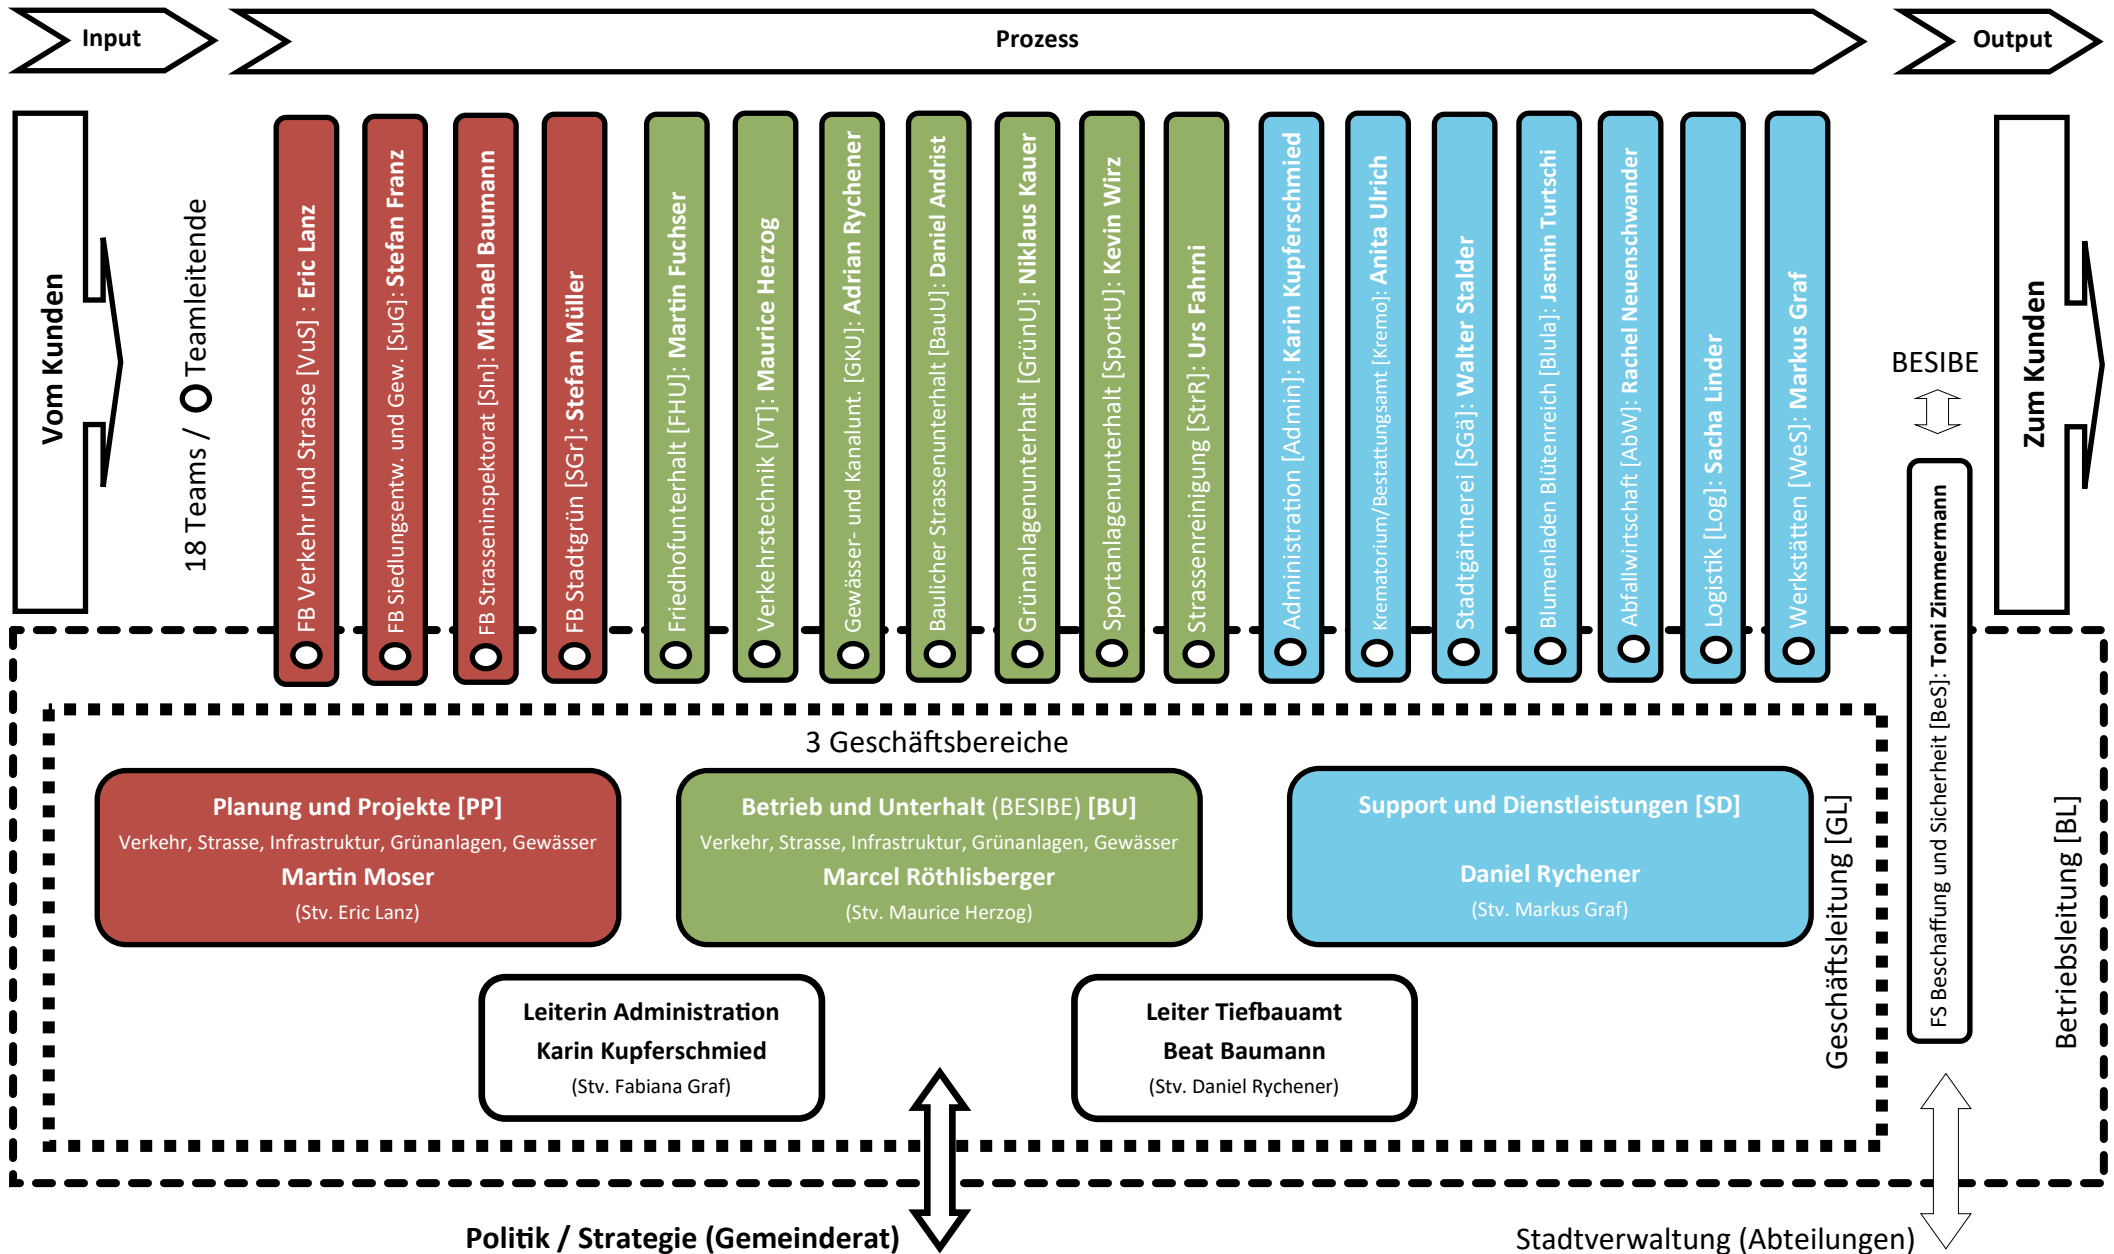 Input
Prozess
Output
Vom Kunden
18 Teams / Teamleitende
FB Verkehr und Strasse [VuS] : Eric Lanz
FB Siedlungsentw. und Gew. [SuG]: Stefan Franz
FB Strasseninspektorat [SIn]: Michael Baumann
FB Stadtgrün [SGr]: Stefan Müller
Friedhofunterhalt [FHU]: Martin Fuchser
Verkehrstechnik [VT]: Maurice Herzog
Gewässer- und Kanalunt. [GKU]: Adrian Rychener
Baulicher Strassenunterhalt [BauU]: Daniel Andrist
Grünanlagenunterhalt [GrünU]: Niklaus Kauer
Sportanlagenunterhalt [SportU]: Kevin Wirz
Strassenreinigung [StrR]: Urs Fahrni
Administration [Admin]: Karin Kupferschmied
Krematorium/Bestattungsamt [Kremo]: Anita Ulrich
Stadtgärtnerei [SGä]: Walter Stalder
Blumenladen Blütenreich [Blula]: Jasmin Turtschi
Abfallwirtschaft [AbW]: Rachel Neuenschwander
Logistik [Log]: Sacha Linder
Werkstätten [WeS]: Markus Graf
BESIBE
FS Beschaffung und Sicherheit [BeS]: Toni Zimmermann
Zum Kunden
3 Geschäftsbereiche
Planung und Projekte [PP]
Verkehr, Strasse, Infrastruktur, Grünanlagen, Gewässer
Martin Moser
(Stv. Eric Lanz)
Betrieb und Unterhalt (BESIBE) [BU]
Verkehr, Strasse, Infrastruktur, Grünanlagen, Gewässer
Marcel Röthlisberger
(Stv. Maurice Herzog)
Support und Dienstleistungen [SD]
Daniel Rychener
(Stv. Markus Graf)
Geschäftsleitung [GL]
Betriebsleitung [BL]
Leiterin Administration
Karin Kupferschmied
(Stv. Fabiana Graf)
Leiter Tiefbauamt
Beat Baumann
(Stv. Daniel Rychener)
Politik / Strategie (Gemeinderat)
Stadtverwaltung (Abteilungen)